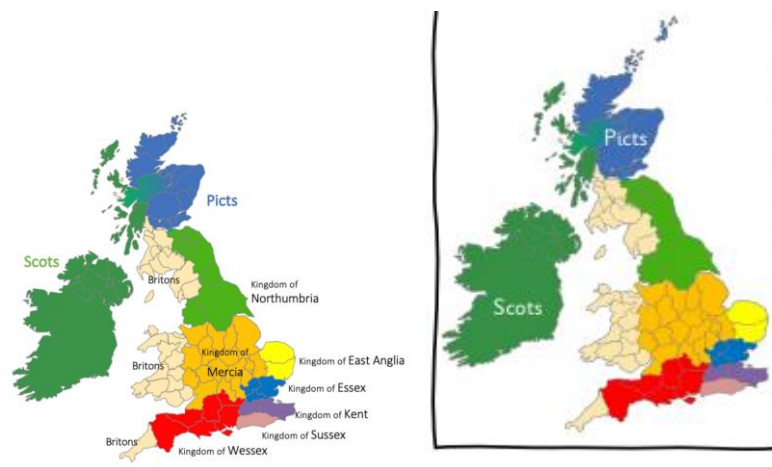 Picts
Scots
Britons
Kingdom of
Northumbria
Britons
Kingdom of
Mercia
Kingdom of East Anglia
Kingdom of Essex
Kingdom of Kent
Britons
Kingdom of Sussex
Kingdom of Wessex
Picts
Scots